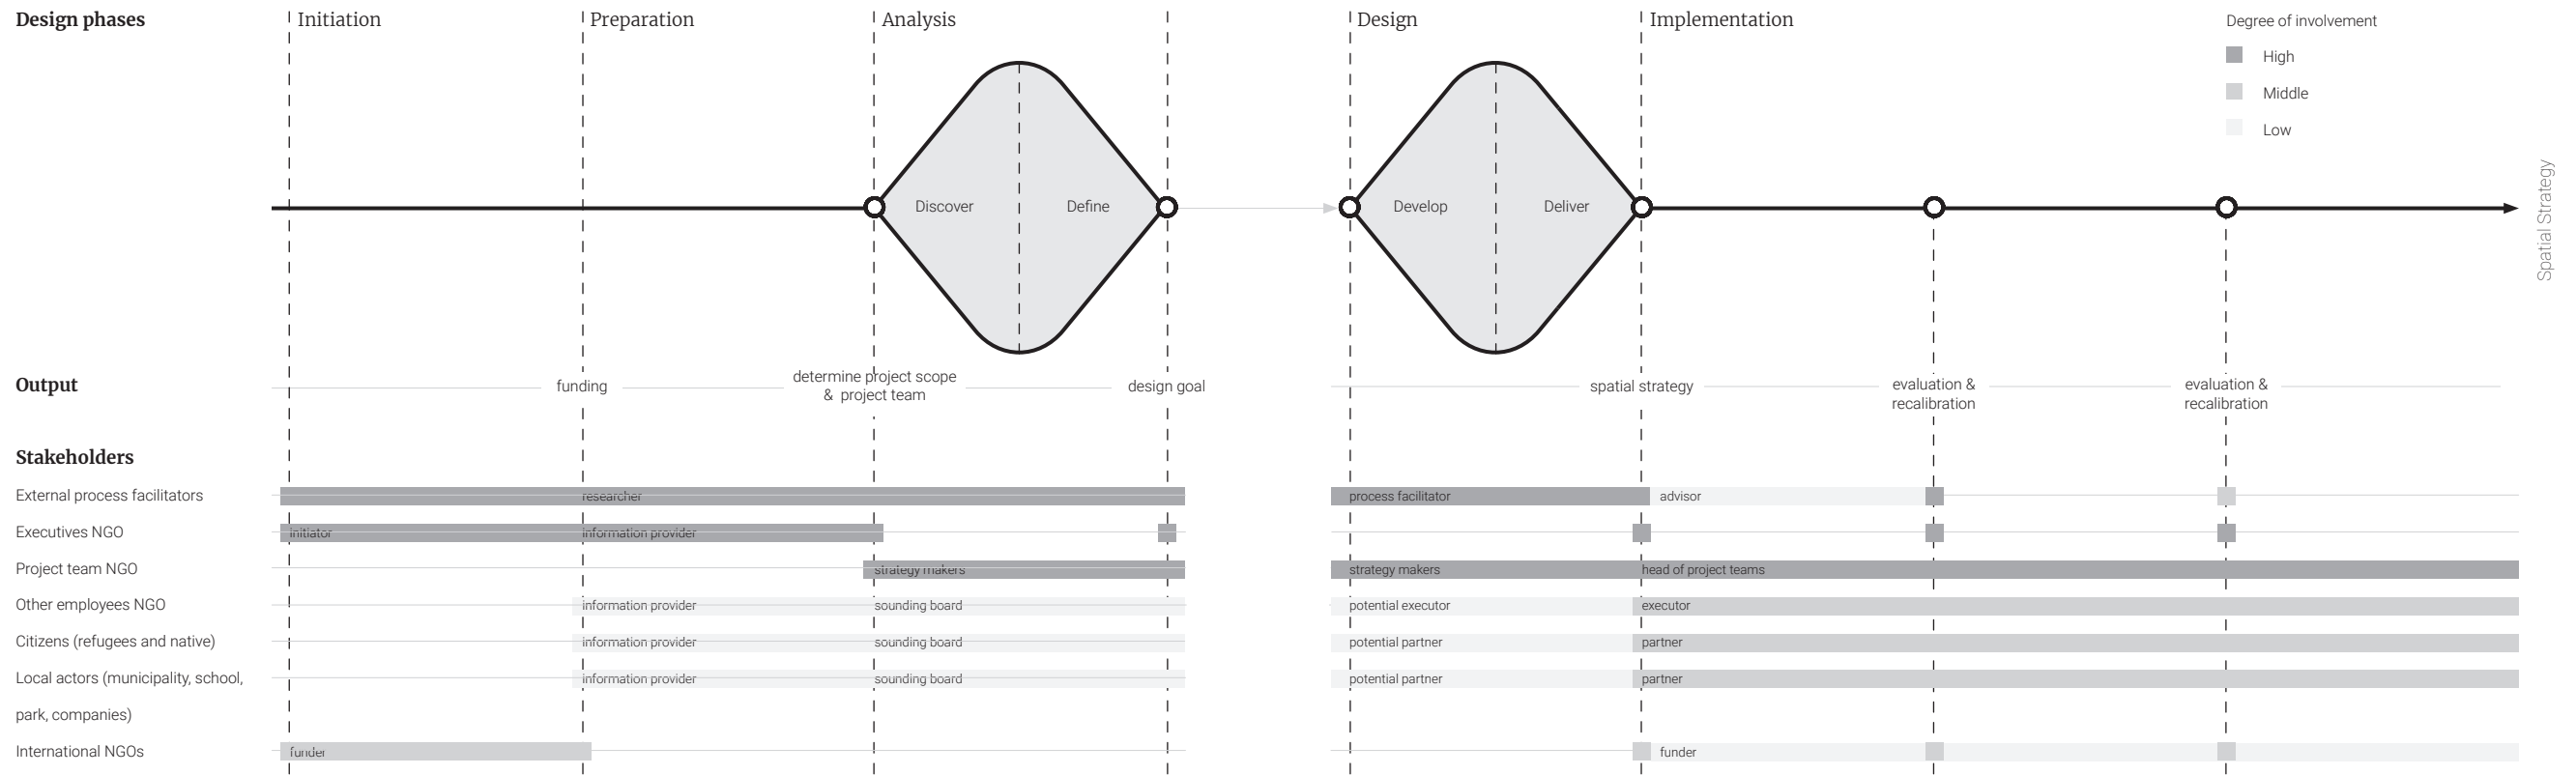 Design phases
Initiation
Preparation
Analysis
Design
Implementation
Degree of involvement
High
Middle
Low
Discover
Define
Develop
Deliver
Spatial Strategy
Output
funding
determine project scope
& project team
design goal
spatial strategy
evaluation &
recalibration
evaluation &
recalibration
Stakeholders
External process facilitators
researcher
process facilitator
advisor
Executives NGO
initiator
information provider
Project team NGO
strategy makers
strategy makers
head of project teams
Other employees NGO
information provider
sounding board
potential executor
executor
Citizens (refugees and native)
information provider
sounding board
potential partner
partner
Local actors (municipality, school,
park, companies)
information provider
sounding board
potential partner
partner
International NGOs
funder
funder